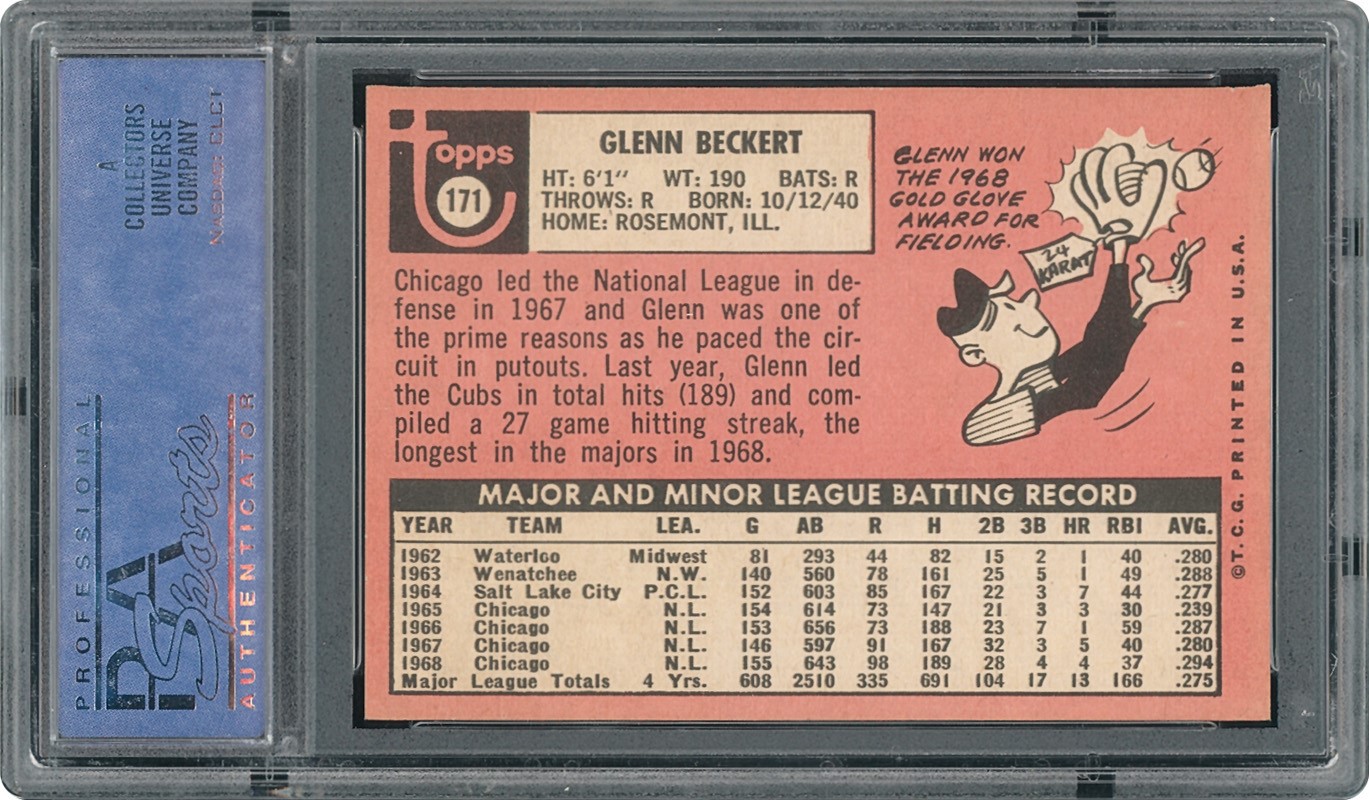 A
COLLECTORS
UNIVERSE
COMPANY
PROFESSIONAL
PSA
Sports
AUTHENTICATOR
topps
171
GLENN BECKERT
HT: 6'1" WT: 190 BATS: R
THROWS: R BORN: 10/12/40
HOME: ROSEMONT, ILL.
GLENN WON
THE 1968
GOLD GLOVE
AWARD FOR
FIELDING.
24
KARAT
Chicago led the National League in de-
fense in 1967 and Glenn was one of
the prime reasons as he paced the cir-
cuit in putouts. Last year, Glenn led
the Cubs in total hits (189) and com-
piled a 27 game hitting streak, the
longest in the majors in 1968.
MAJOR AND MINOR LEAGUE BATTING RECORD
YEAR TEAM LEA. G AB R H 2B 3B HR RBI AVG.
1962 Waterloo Midwest 81 293 44 82 15 2 1 40 .280
1963 Wenatchee N.W. 140 560 78 161 25 5 1 49 .288
1964 Salt Lake City P.C.L. 152 603 85 167 22 3 7 44 .277
1965 Chicago N.L. 154 614 73 147 21 3 3 30 .239
1966 Chicago N.L. 153 656 73 188 23 7 1 59 .287
1967 Chicago N.L. 146 597 91 167 32 3 5 40 .280
1968 Chicago N.L. 155 643 98 189 28 4 4 37 .294
Major League Totals 4 Yrs. 608 2510 335 691 104 17 13 166 .275
©T.C.G. PRINTED IN U.S.A.